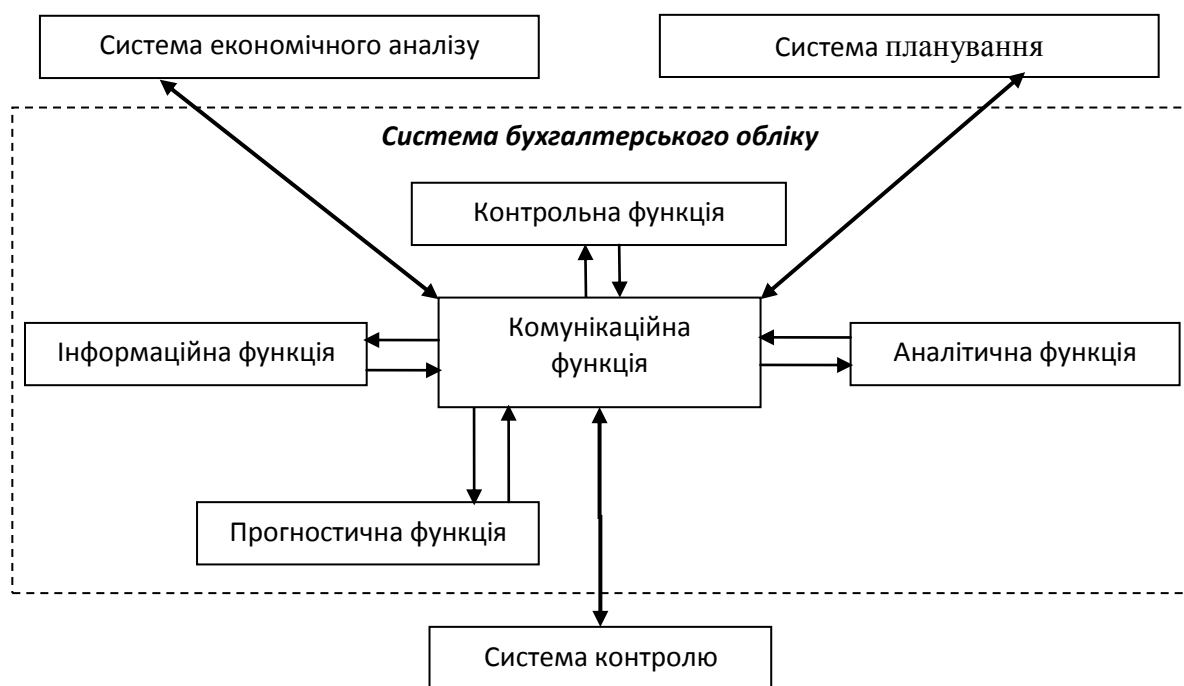 Система економічного аналізу
Система планування
Система бухгалтерського обліку
Контрольна функція
Комунікаційна
функція
Інформаційна функція
Аналітична функція
Прогностична функція
Система контролю